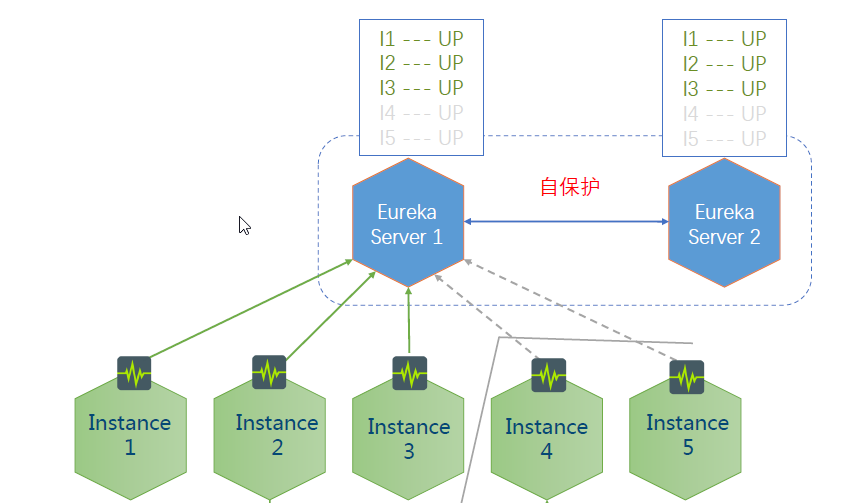 I1 --- UP
I2 --- UP
I3 --- UP
I4 --- UP
I5 --- UP
I1 --- UP
I2 --- UP
I3 --- UP
I4 --- UP
I5 --- UP
自保护
Eureka
Server 1
Eureka
Server 2
Instance
1
Instance
2
Instance
3
Instance
4
Instance
5